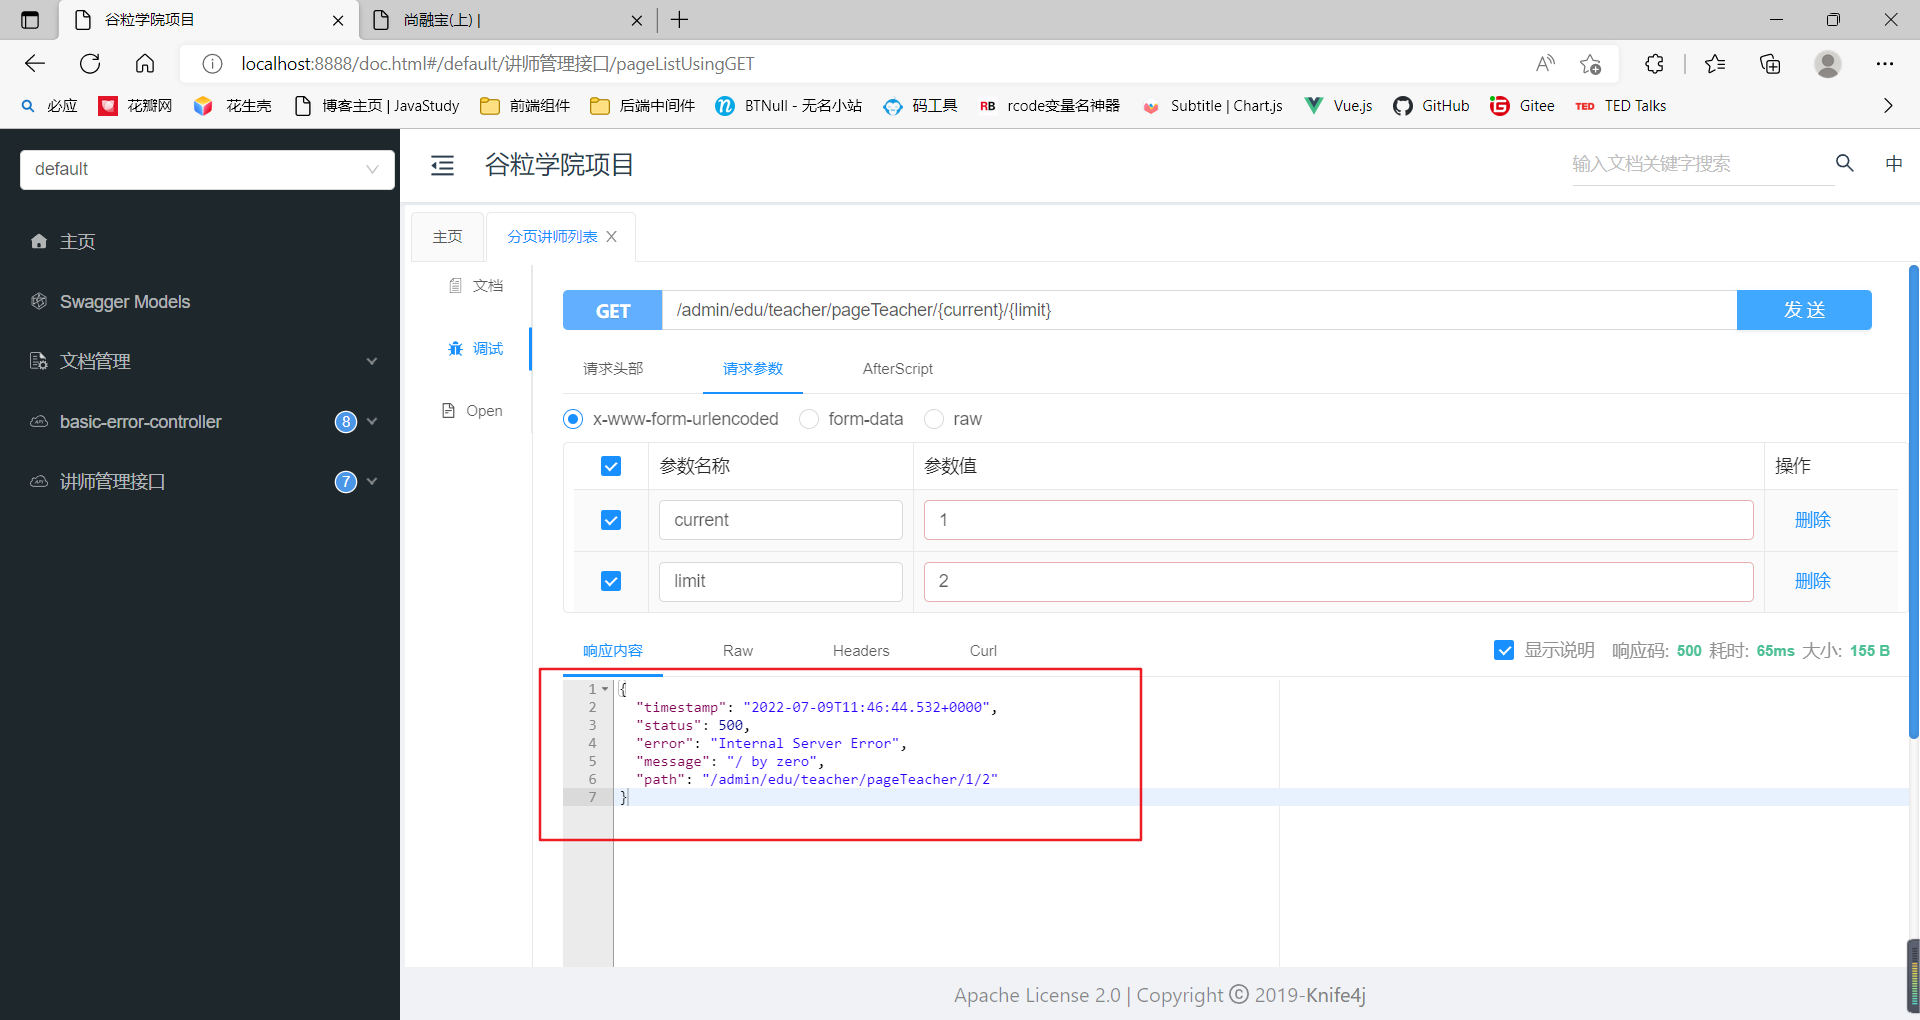 谷粒学院项目
尚融宝(上) |
localhost:8888/doc.html#/default/讲师管理接口/pageListUsingGET
必应 花瓣网 花生壳 博客主页 | JavaStudy 前端组件 后端中间件 BTNull - 无名小站 码工具 RB rcode变量名神器 Subtitle | Chart.js Vue.js GitHub Gitee TED TED Talks
default
谷粒学院项目
输入文档关键字搜索
中
主页
Swagger Models
文档管理
basic-error-controller 8
讲师管理接口 7
主页 分页讲师列表
文档
调试
Open
GET /admin/edu/teacher/pageTeacher/{current}/{limit} 发 送
请求头部 请求参数 AfterScript
x-www-form-urlencoded form-data raw
参数名称 参数值 操作
current 1 删除
limit 2 删除
响应内容 Raw Headers Curl 显示说明 响应码: 500 耗时: 65ms 大小: 155 B
1 {
2 "timestamp": "2022-07-09T11:46:44.532+0000",
3 "status": 500,
4 "error": "Internal Server Error",
5 "message": "/ by zero",
6 "path": "/admin/edu/teacher/pageTeacher/1/2"
7 }
Apache License 2.0 | Copyright © 2019-Knife4j